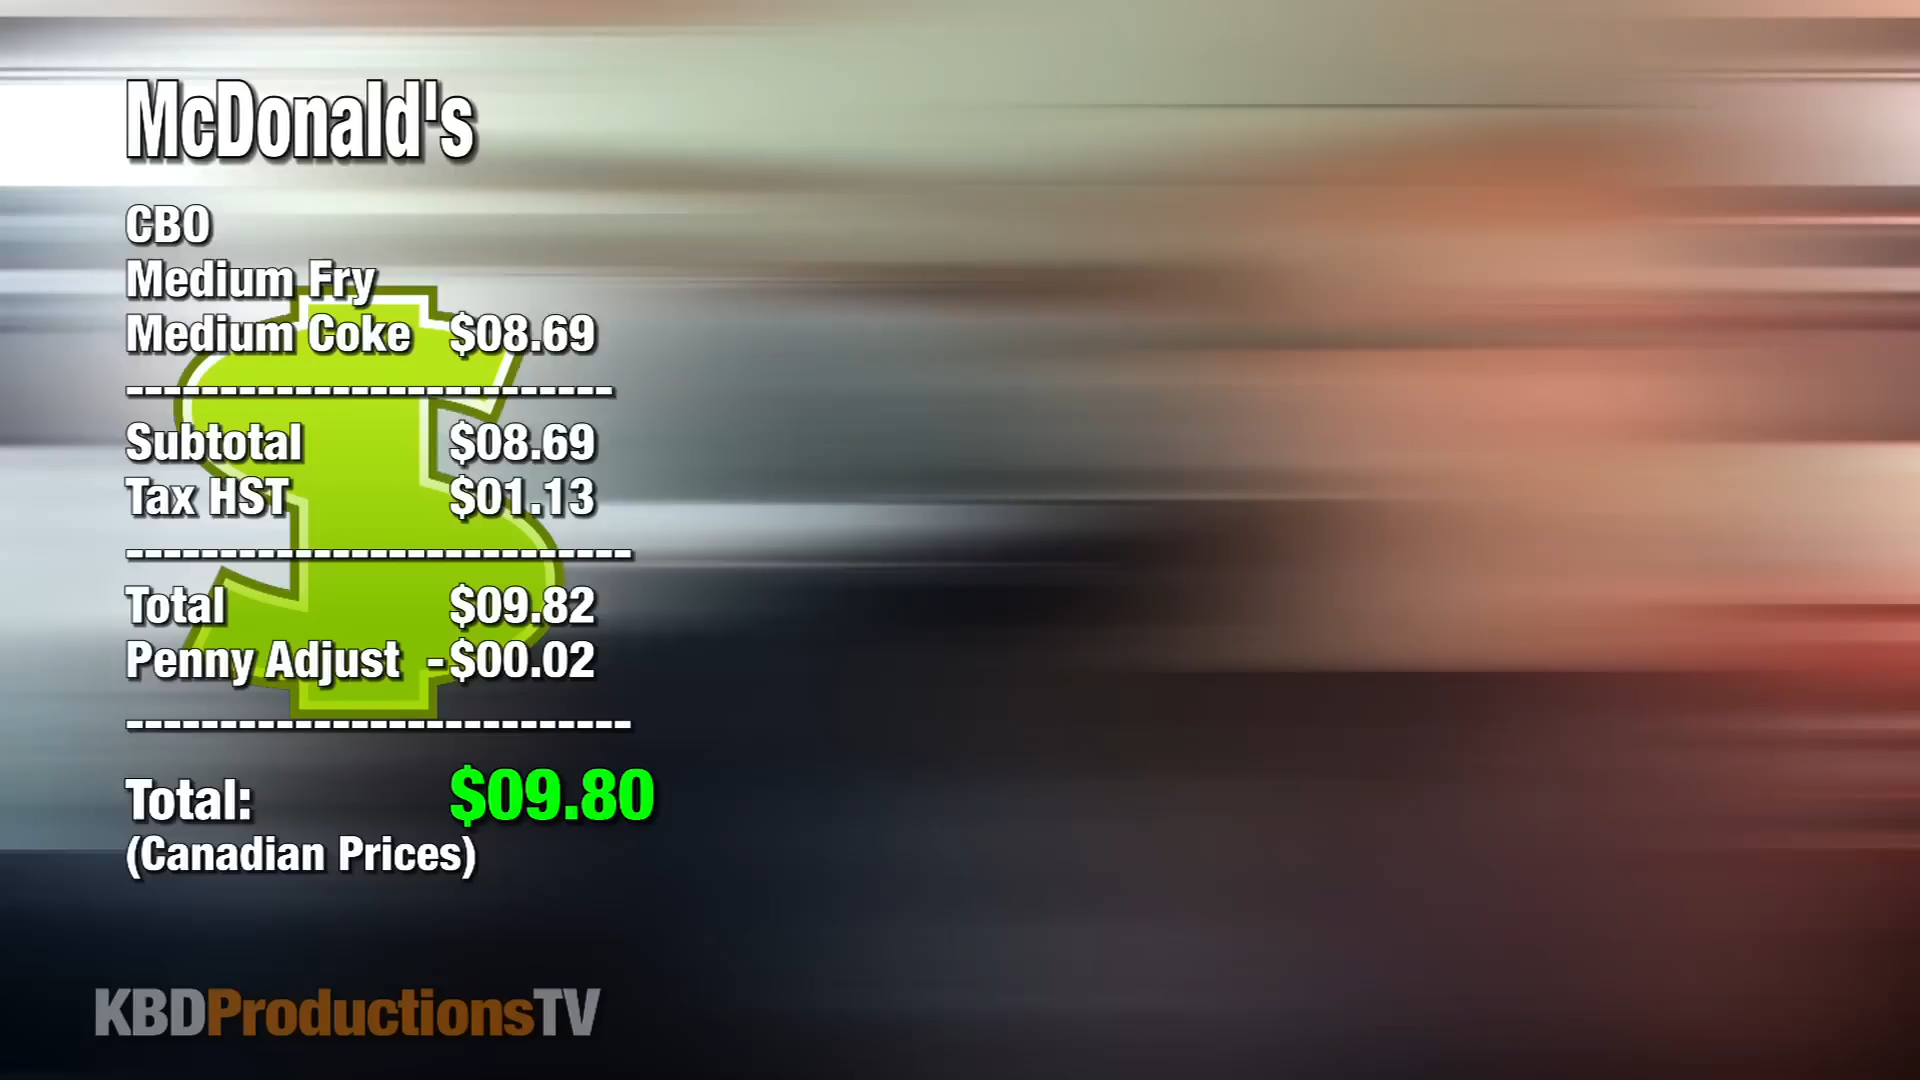 McDonald's
CBO
Medium Fry
Medium Coke $08.69
--------------------------
Subtotal $08.69
Tax HST $01.13
---------------------------
Total $09.82
Penny Adjust -$00.02
---------------------------
Total: $09.80
(Canadian Prices)
KBDProductionsTV